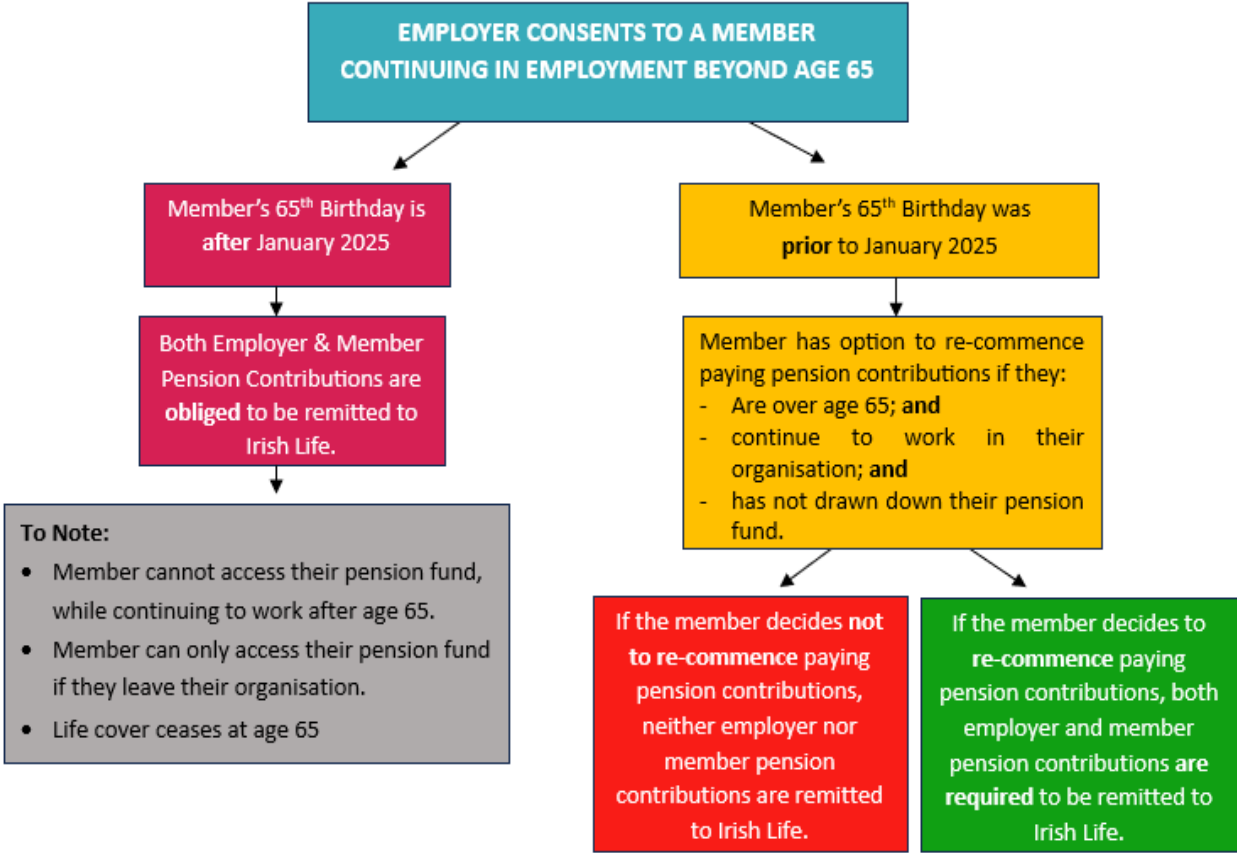 EMPLOYER CONSENTS TO A MEMBER
CONTINUING IN EMPLOYMENT BEYOND AGE 65
Member's 65th Birthday is
after January 2025
Both Employer & Member
Pension Contributions are
obliged to be remitted to
Irish Life.
To Note:
• Member cannot access their pension fund,
while continuing to work after age 65.
• Member can only access their pension fund
if they leave their organisation.
• Life cover ceases at age 65
Member's 65th Birthday was
prior to January 2025
Member has option to re-commence
paying pension contributions if they:
- Are over age 65; and
- continue to work in their
organisation; and
- has not drawn down their pension
fund.
If the member decides not
to re-commence paying
pension contributions,
neither employer nor
member pension
contributions are remitted
to Irish Life.
If the member decides to
re-commence paying
pension contributions, both
employer and member
pension contributions are
required to be remitted to
Irish Life.